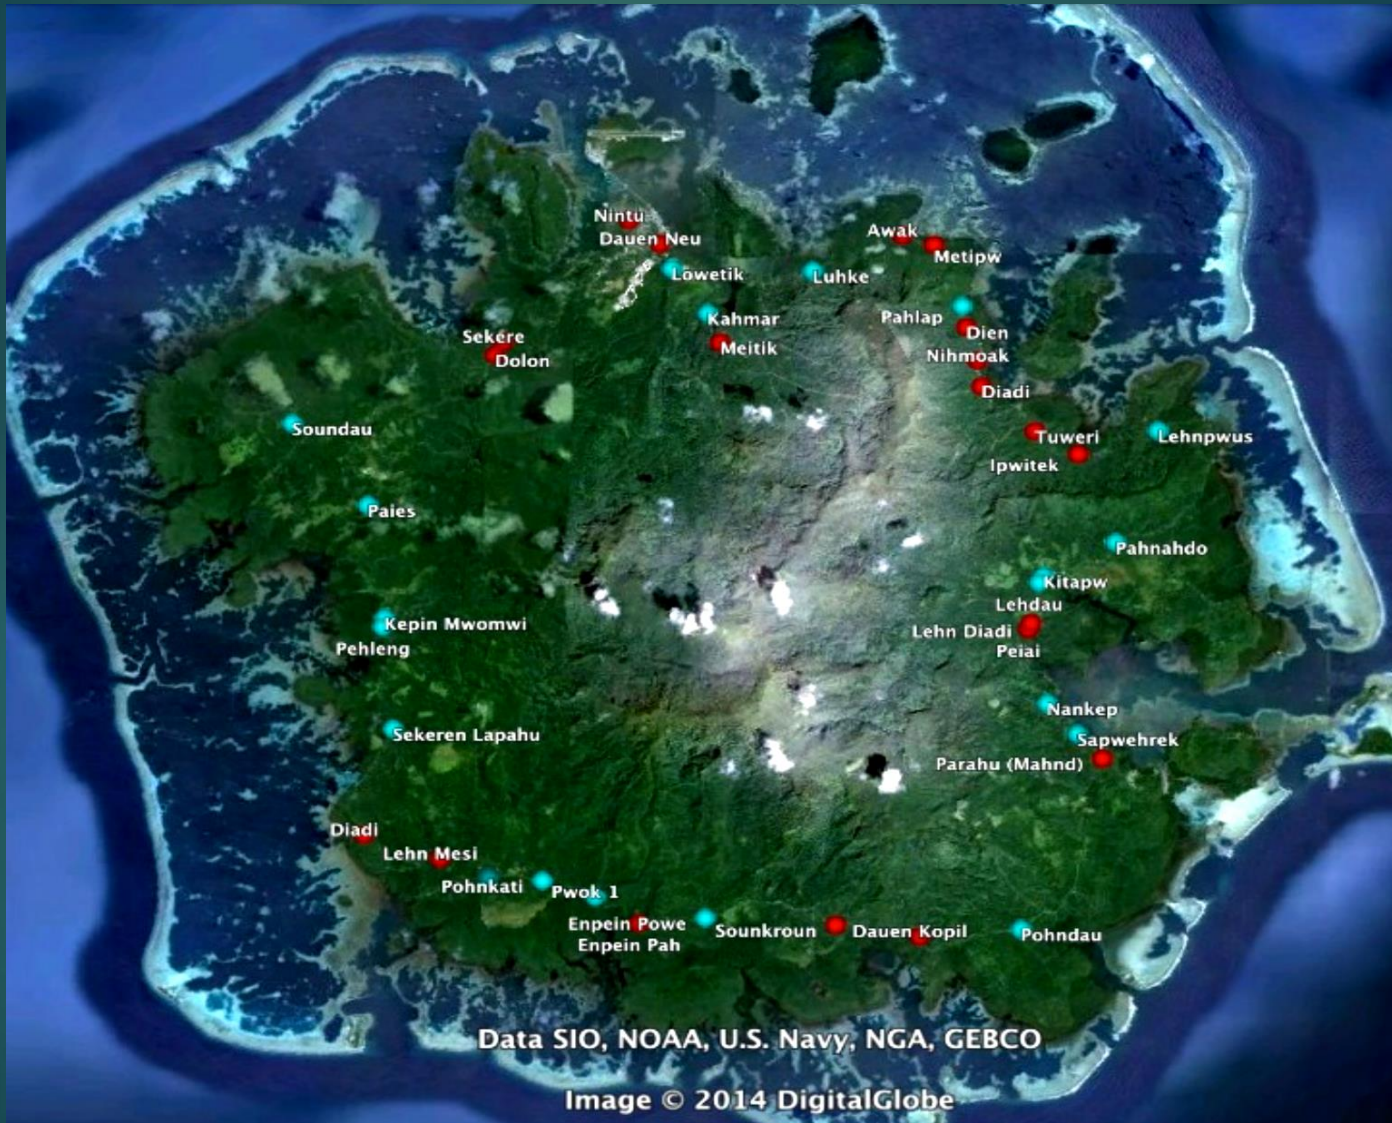 Nintu
Dauen Neu
Awak
Metipw
Lowetik
Luhke
Pahlap
Kahmar
Dien
Sekere
Meitik
Nihmoak
Dolon
Diadi
Soundau
Tuweri
Lehnpwus
Ipwitek
Paies
Pahnahdo
Kitapw
Lehdau
Kepin Mwomwi
Lehn Diadi
Pehleng
Peiai
Nankep
Sekeren Lapahu
Sapwehrek
Parahu (Mahnd)
Diadi
Lehn Mesi
Pohnkati
Pwok 1
Enpein Powe
Sounkroun
Dauen Kopil
Pohndau
Enpein Pah
Data SIO, NOAA, U.S. Navy, NGA, GEBCO
Image © 2014 DigitalGlobe